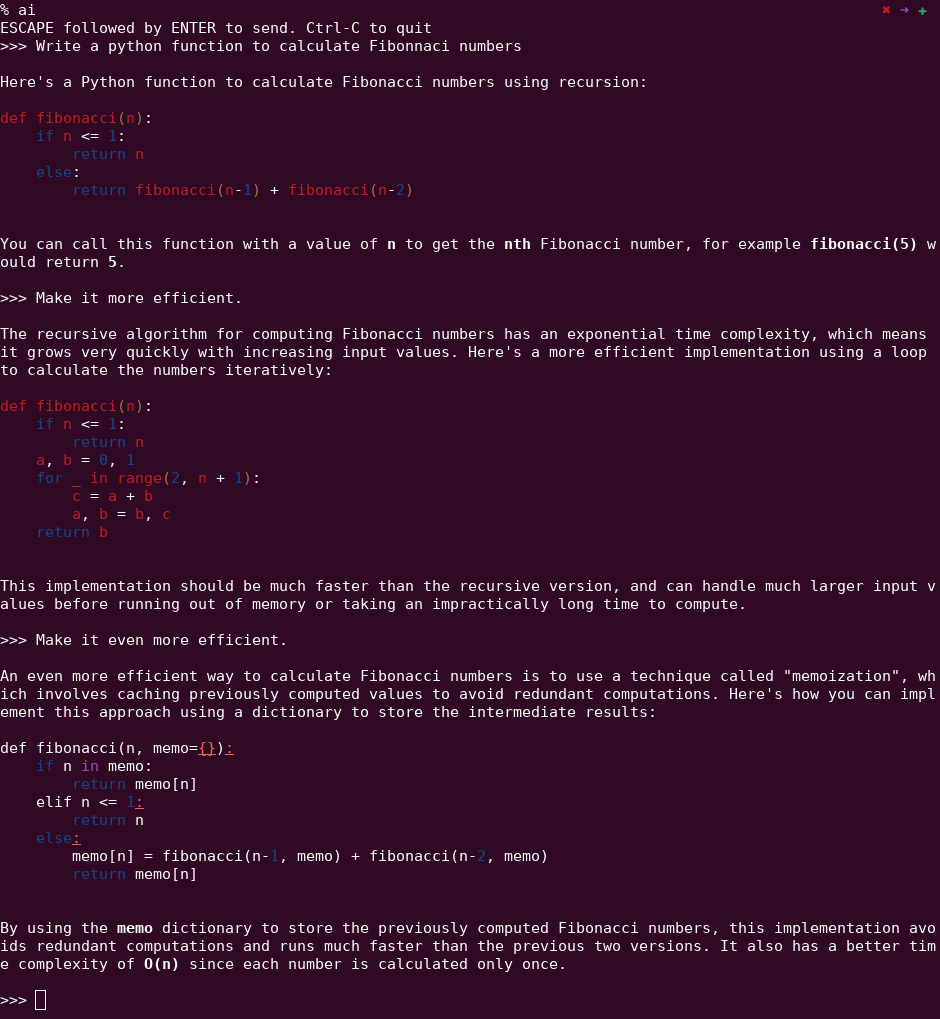 % ai ✖ ➜ ✚
ESCAPE followed by ENTER to send. Ctrl-C to quit
>>> Write a python function to calculate Fibonnaci numbers
Here's a Python function to calculate Fibonacci numbers using recursion:
def fibonacci(n):
    if n <= 1:
        return n
    else:
        return fibonacci(n-1) + fibonacci(n-2)
You can call this function with a value of n to get the nth Fibonacci number, for example fibonacci(5) w
ould return 5.
>>> Make it more efficient.
The recursive algorithm for computing Fibonacci numbers has an exponential time complexity, which means
it grows very quickly with increasing input values. Here's a more efficient implementation using a loop
to calculate the numbers iteratively:
def fibonacci(n):
    if n <= 1:
        return n
    a, b = 0, 1
    for _ in range(2, n + 1):
        c = a + b
        a, b = b, c
    return b
This implementation should be much faster than the recursive version, and can handle much larger input v
alues before running out of memory or taking an impractically long time to compute.
>>> Make it even more efficient.
An even more efficient way to calculate Fibonacci numbers is to use a technique called "memoization", wh
ich involves caching previously computed values to avoid redundant computations. Here's how you can impl
ement this approach using a dictionary to store the intermediate results:
def fibonacci(n, memo={}):
    if n in memo:
        return memo[n]
    elif n <= 1:
        return n
    else:
        memo[n] = fibonacci(n-1, memo) + fibonacci(n-2, memo)
        return memo[n]
By using the memo dictionary to store the previously computed Fibonacci numbers, this implementation avo
ids redundant computations and runs much faster than the previous two versions. It also has a better tim
e complexity of O(n) since each number is calculated only once.
>>>